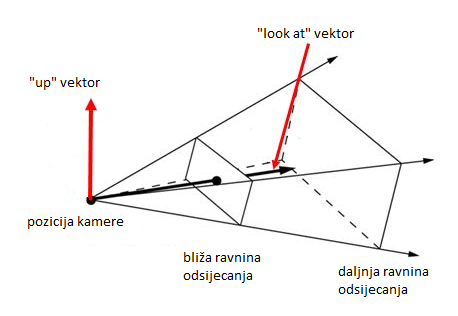 "look at" vektor
"up" vektor
pozicija kamere
bliža ravnina
odsijecanja
daljnja ravnina
odsijecanja